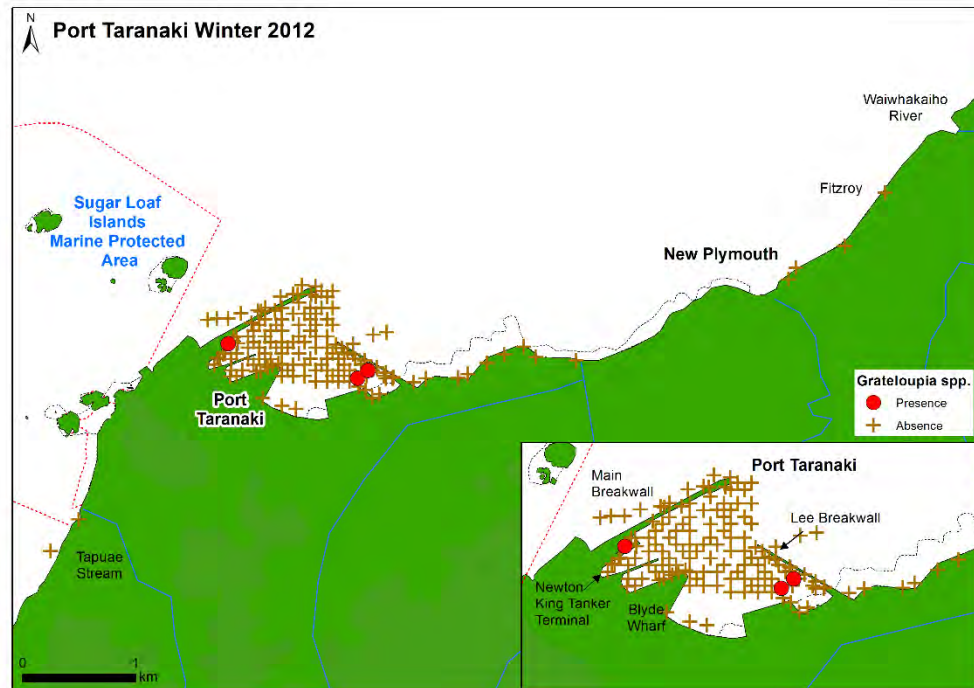 N
Port Taranaki Winter 2012
Waiwhakaiho
River
Fitzroy
Sugar Loaf
Islands
Marine Protected
Area
New Plymouth
Port
Taranaki
Grateloupia spp.
Presence
Absence
Tapuae
Stream
0 1
km
Port Taranaki
Main
Breakwall
Lee Breakwall
Newton
King Tanker
Terminal
Blyde
Wharf